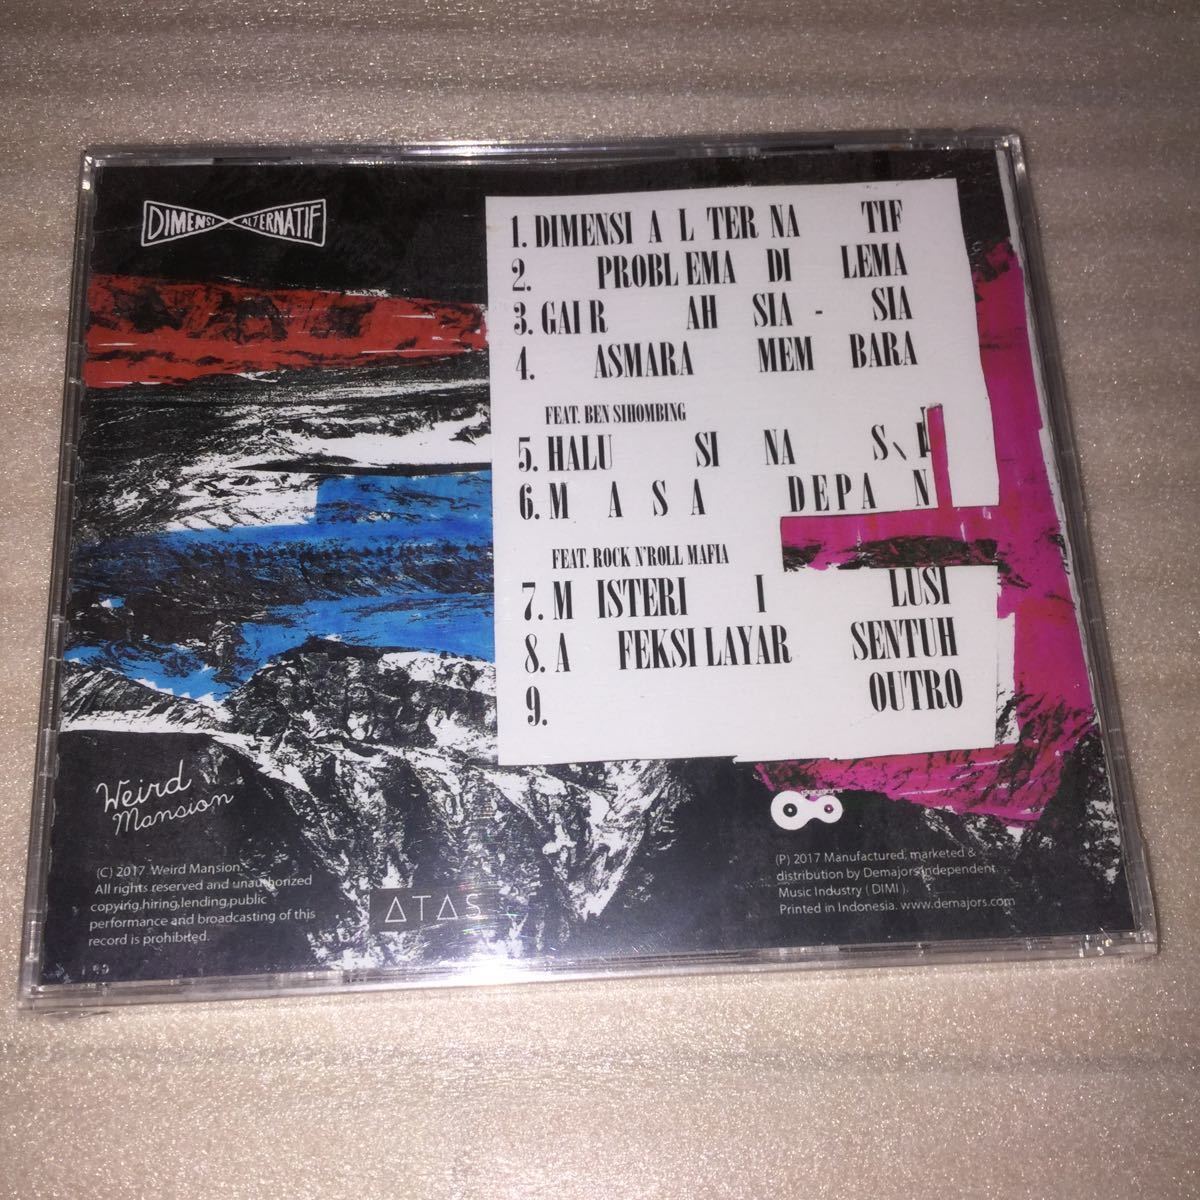 DIMENSI ALTERNATIF
1. DIMENSI A L TER NA TIF
2. PROBL EMA DI LEMA
3. GAI R AH SIA - SIA
4. ASMARA MEM BARA
FEAT. BEN SIHOMBING
5. HALU SI NA S I
6. M A S A DEPA N
FEAT. ROCK N'ROLL MAFIA
7. M ISTERI I LUSI
8. A FEKSI LAYAR SENTUH
9. OUTRO
Weird
Mansion
(C) 2017 Weird Mansion.
All rights reserved and unauthorized
copying,hiring,lending,public
performance and broadcasting of this
record is prohibited.
ATAS
demajors
(P) 2017 Manufactured, marketed &
distribution by Demajors Independent
Music Industry ( DIMI ).
Printed in Indonesia. www.demajors.com